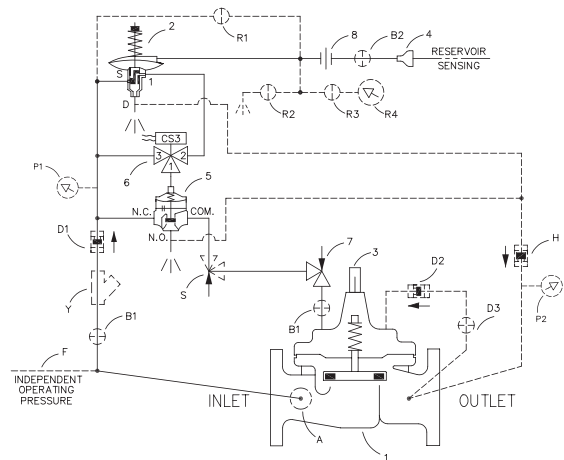 2
R1
8
B2
4
RESERVOIR
SENSING
S
1
D
R2
R3
R4
CS3
3
2
1
6
P1
5
N.C.
COM.
N.O.
D1
7
3
D2
H
S
Y
B1
B1
D3
P2
F
INDEPENDENT
OPERATING
PRESSURE
INLET
OUTLET
A
1